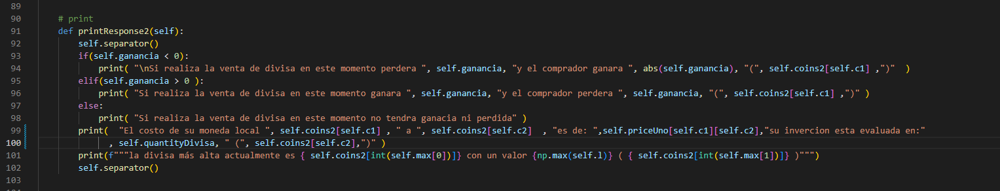 89
90 # print
91 def printResponse2(self):
92 self.separator()
93 if(self.ganancia < 0):
94 print( "\nSi realiza la venta de divisa en este momento perdera ", self.ganancia, "y el comprador ganara ", abs(self.ganancia), "(", self.coins2[self.c1] ,")"  )
95 elif(self.ganancia > 0 ):
96 print( "Si realiza la venta de divisa en este momento ganara ", self.ganancia, "y el comprador perdera ", self.ganancia, "(", self.coins2[self.c1] ,")" )
97 else:
98 print( "Si realiza la venta de divisa en este momento no tendra ganacia ni perdida" )
99 print(  "El costo de su moneda local ", self.coins2[self.c1] , " a ", self.coins2[self.c2]  , "es de: ",self.priceUno[self.c1][self.c2],"su invercion esta evaluada en:"
100 , self.quantityDivisa, " (", self.coins2[self.c2],")" )
101 print(f"""la divisa más alta actualmente es { self.coins2[int(self.max[0])]} con un valor {np.max(self.l)} ( { self.coins2[int(self.max[1])]} )""")
102 self.separator()
103